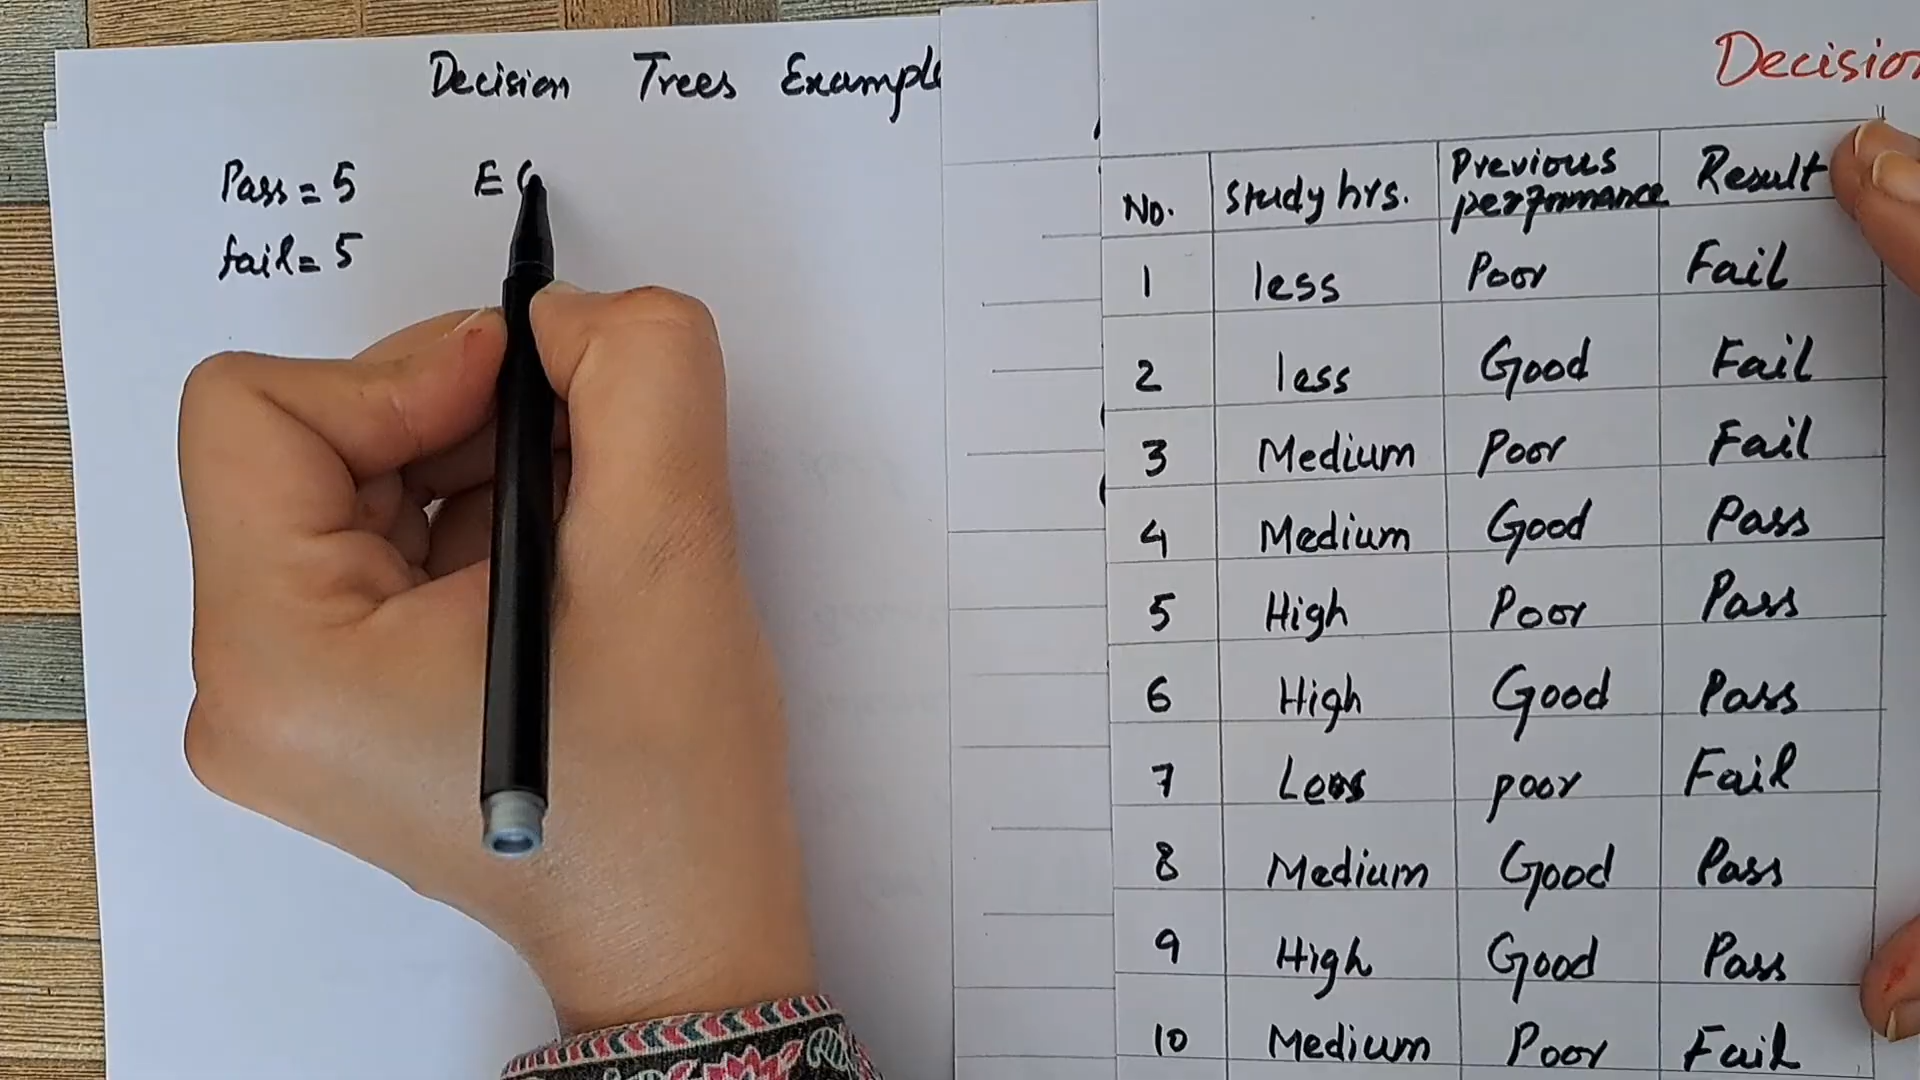 Decision Trees Example
Pass = 5
fail = 5
E (
Decision
No. Study hrs. Previous performance Result
1 less Poor Fail
2 less Good Fail
3 Medium Poor Fail
4 Medium Good Pass
5 High Poor Pass
6 High Good Pass
7 Less poor Fail
8 Medium Good Pass
9 High Good Pass
10 Medium Poor Fail